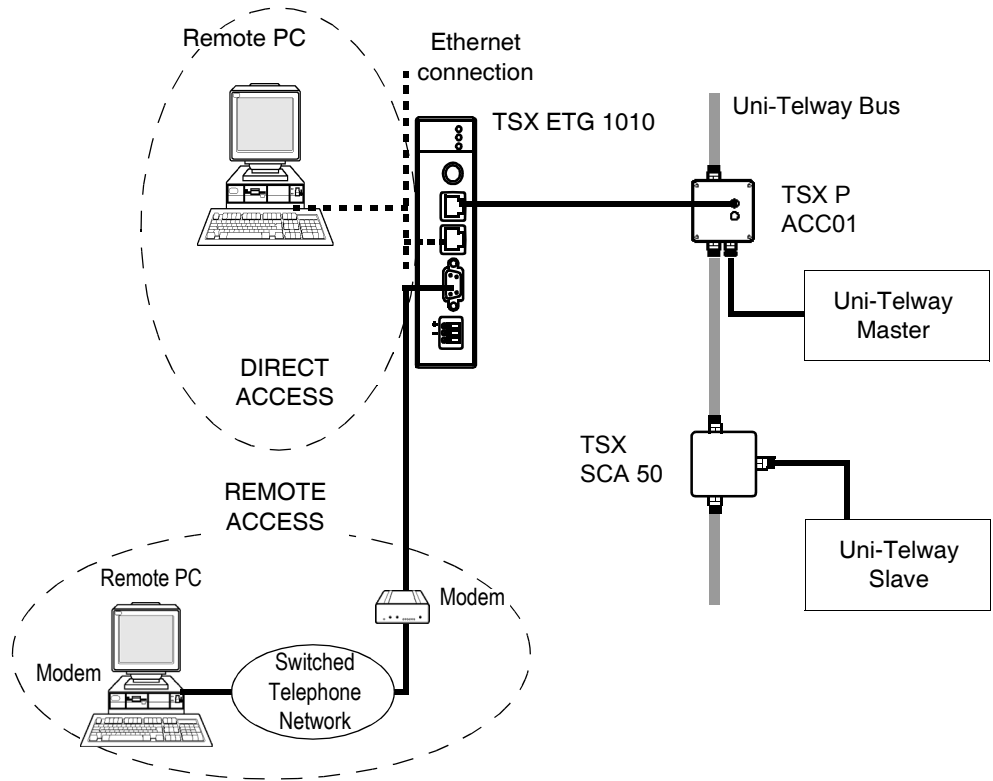 Remote PC
Ethernet
connection
TSX ETG 1010
Uni-Telway Bus
TSX P
ACC01
Uni-Telway
Master
DIRECT
ACCESS
TSX
SCA 50
REMOTE
ACCESS
Uni-Telway
Slave
Remote PC
Modem
Modem
Switched
Telephone
Network